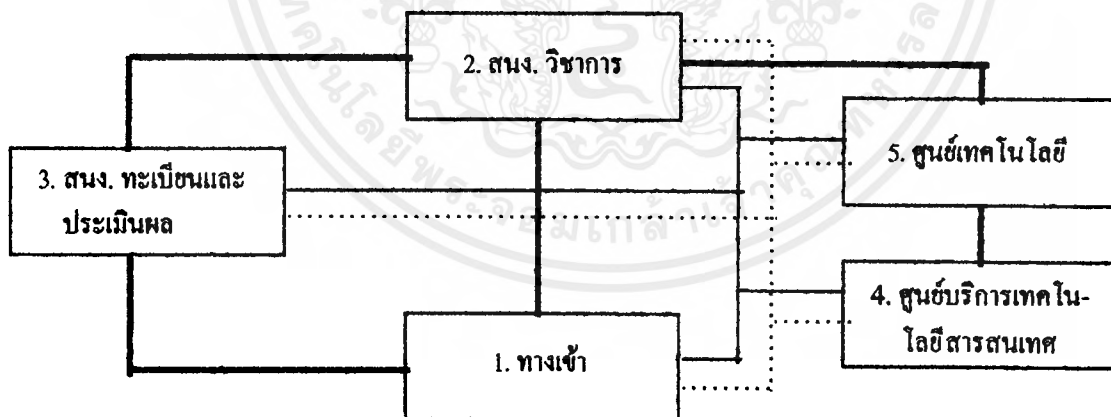 2. สนง. วิชาการ
5. ศูนย์เทคโนโลยี
3. สนง. ทะเบียนและ
ประเมินผล
4. ศูนย์บริการเทคโน-
โลยีสารสนเทศ
1. ทางเข้า